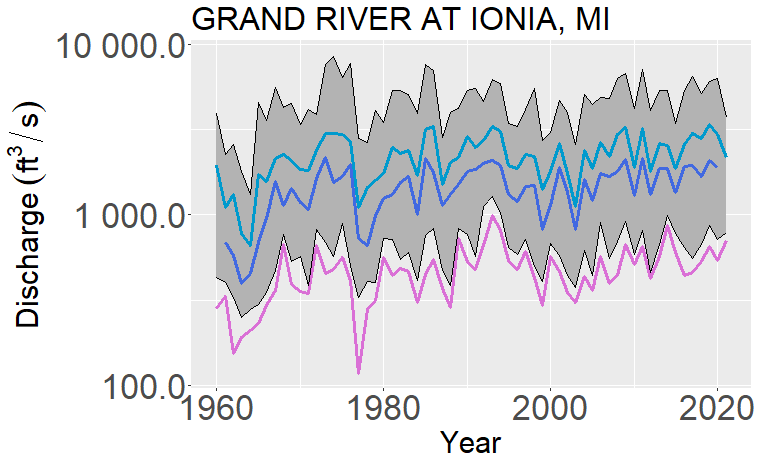 GRAND RIVER AT IONIA, MI
Discharge (ft³/s)
10 000.0
1 000.0
100.0
1960 1980 2000 2020
Year